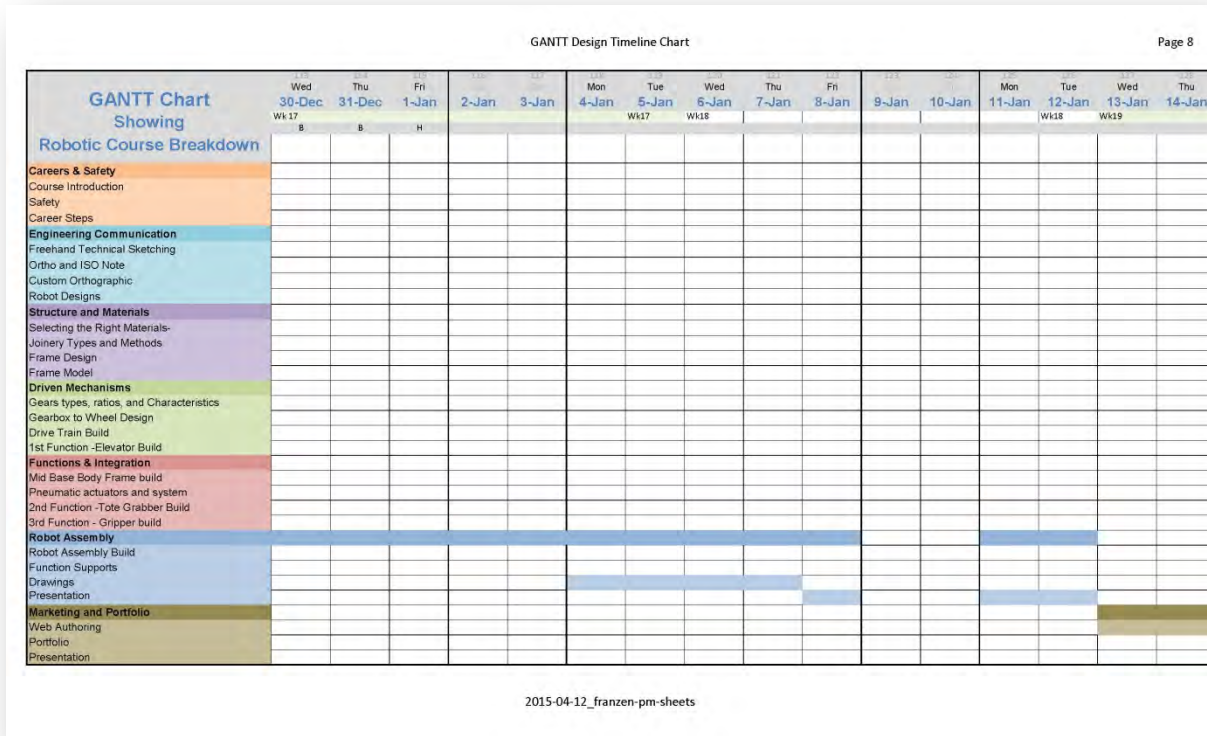 GANTT Design Timeline Chart
Page 8
GANTT Chart
Showing
Robotic Course Breakdown
Wed Thu Fri Mon Tue Wed Thu Fri Mon Tue Wed Thu
30-Dec 31-Dec 1-Jan 2-Jan 3-Jan 4-Jan 5-Jan 6-Jan 7-Jan 8-Jan 9-Jan 10-Jan 11-Jan 12-Jan 13-Jan 14-Jan
Wk 17 Wk17 Wk18 Wk18 Wk19
B B H
Careers & Safety
Course Introduction
Safety
Career Steps
Engineering Communication
Freehand Technical Sketching
Ortho and ISO Note
Custom Orthographic
Robot Designs
Structure and Materials
Selecting the Right Materials-
Joinery Types and Methods
Frame Design
Frame Model
Driven Mechanisms
Gears types, ratios, and Characteristics
Gearbox to Wheel Design
Drive Train Build
1st Function -Elevator Build
Functions & Integration
Mid Base Body Frame build
Pneumatic actuators and system
2nd Function -Tote Grabber Build
3rd Function - Gripper build
Robot Assembly
Robot Assembly Build
Function Supports
Drawings
Presentation
Marketing and Portfolio
Web Authoring
Portfolio
Presentation
2015-04-12_franzen-pm-sheets